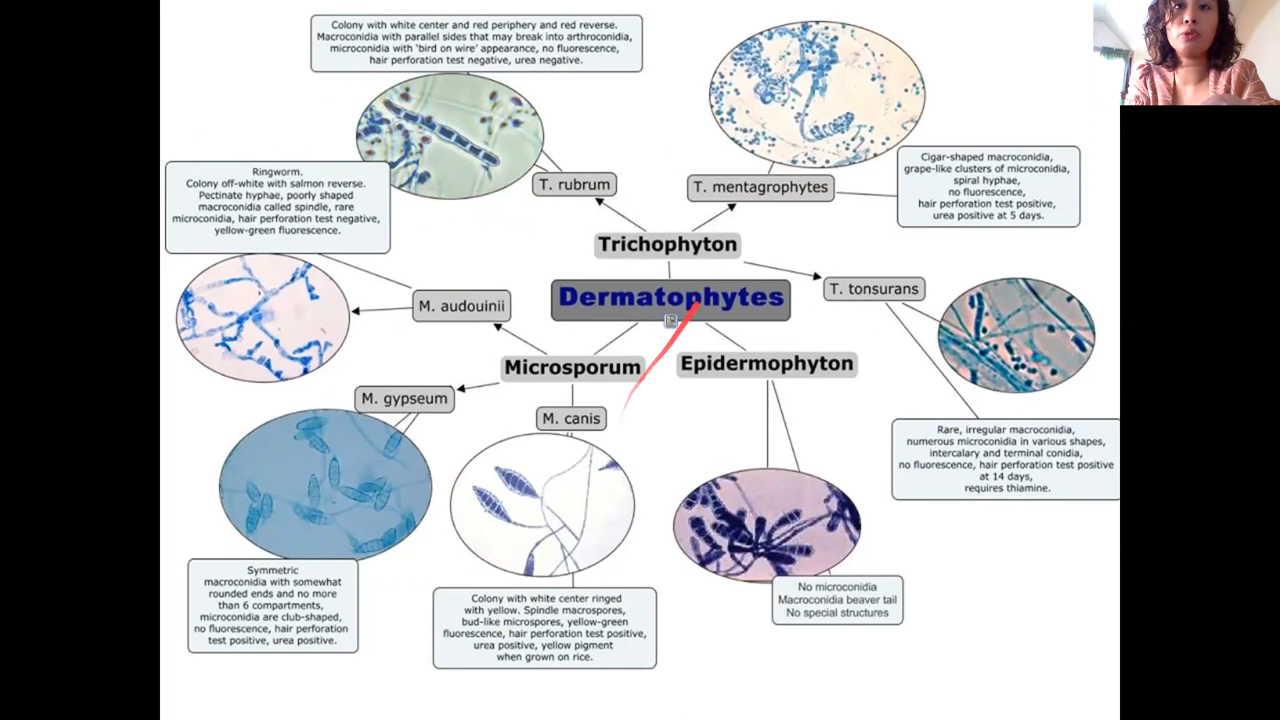 Colony with white center and red periphery and red reverse.
Macroconidia with parallel sides that may break into arthroconidia,
microconidia with 'bird on wire' appearance, no fluorescence,
hair perforation test negative, urea negative.
Cigar-shaped macroconidia,
grape-like clusters of microconidia,
spiral hyphae,
no fluorescence,
hair perforation test positive,
urea positive at 5 days.
Ringworm.
Colony off-white with salmon reverse.
Pectinate hyphae, poorly shaped
macroconidia called spindle, rare
microconidia, hair perforation test negative,
yellow-green fluorescence.
T. rubrum
T. mentagrophytes
Trichophyton
Dermatophytes
T. tonsurans
M. audouinii
Microsporum
Epidermophyton
M. gypseum
M. canis
Rare, irregular macroconidia,
numerous microconidia in various shapes,
intercalary and terminal conidia,
no fluorescence, hair perforation test positive
at 14 days,
requires thiamine.
Symmetric
macroconidia with somewhat
rounded ends and no more
than 6 compartments,
microconidia are club-shaped,
no fluorescence, hair perforation
test positive, urea positive.
Colony with white center ringed
with yellow. Spindle macrospores,
bud-like microspores, yellow-green
fluorescence, hair perforation test positive,
urea positive, yellow pigment
when grown on rice.
No microconidia
Macroconidia beaver tail
No special structures